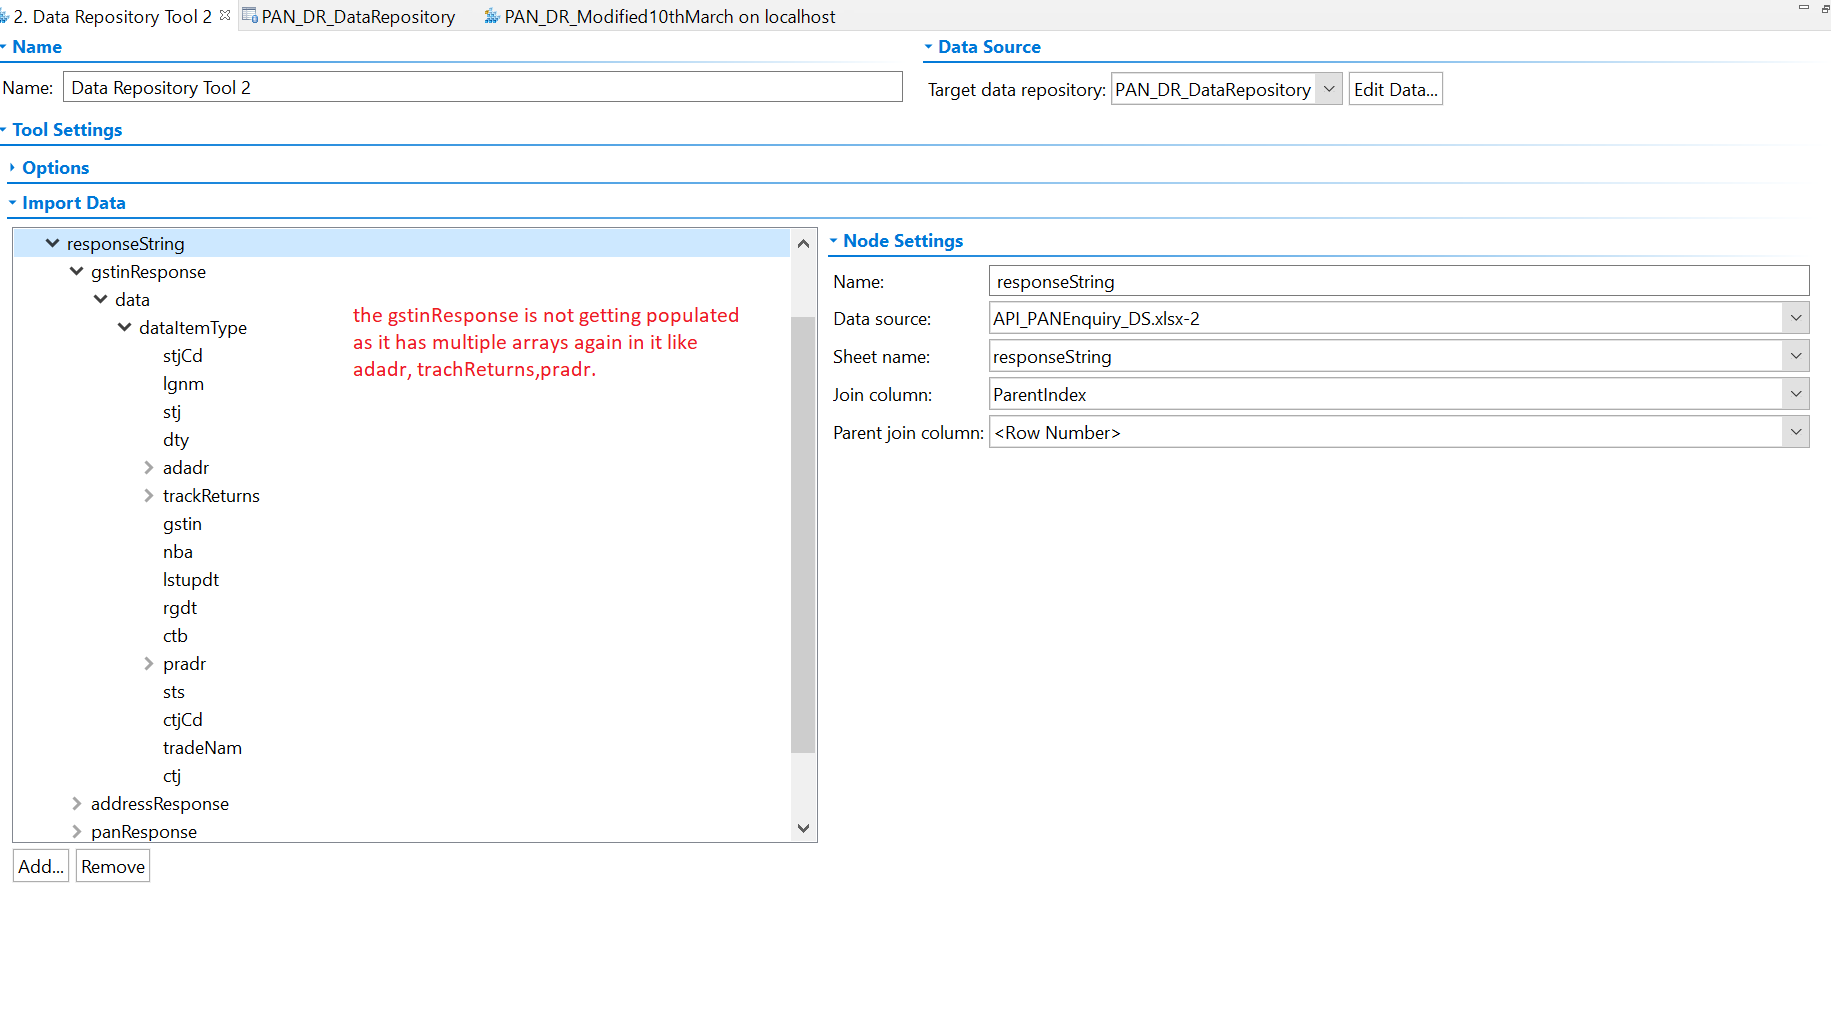 2. Data Repository Tool 2
PAN_DR_DataRepository
PAN_DR_Modified10thMarch on localhost
Name
Data Source
Name:
Data Repository Tool 2
Target data repository:
PAN_DR_DataRepository
Edit Data...
Tool Settings
Options
Import Data
responseString
gstinResponse
data
dataItemType
stjCd
lgnm
stj
dty
adadr
trackReturns
gstin
nba
lstupdt
rgdt
ctb
pradr
sts
ctjCd
tradeNam
ctj
addressResponse
panResponse
the gstinResponse is not getting populated
as it has multiple arrays again in it like
adadr, trachReturns,pradr.
Add...
Remove
Node Settings
Name:
responseString
Data source:
API_PANEnquiry_DS.xlsx-2
Sheet name:
responseString
Join column:
ParentIndex
Parent join column:
<Row Number>